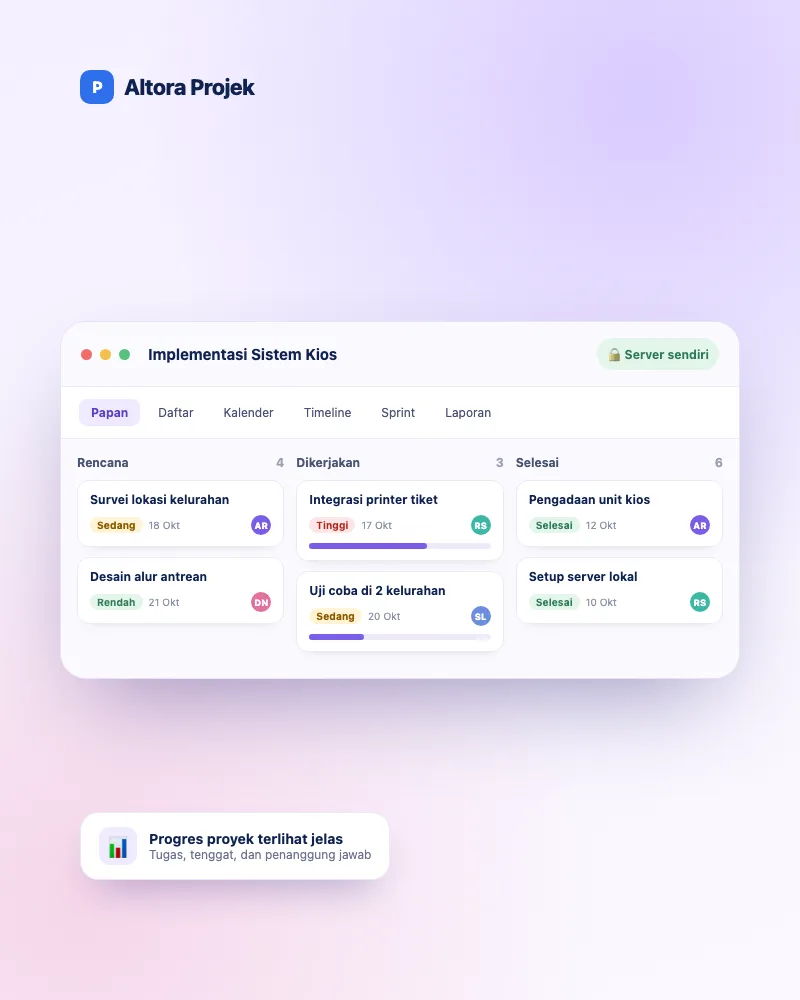 P
Altora Projek
Implementasi Sistem Kios
🔒 Server sendiri
Papan
Daftar
Kalender
Timeline
Sprint
Laporan
Rencana 4
Survei lokasi kelurahan
Sedang 18 Okt AR
Desain alur antrean
Rendah 21 Okt DN
Dikerjakan 3
Integrasi printer tiket
Tinggi 17 Okt RS
Uji coba di 2 kelurahan
Sedang 20 Okt SL
Selesai 6
Pengadaan unit kios
Selesai 12 Okt AR
Setup server lokal
Selesai 10 Okt RS
Progres proyek terlihat jelas
Tugas, tenggat, dan penanggung jawab